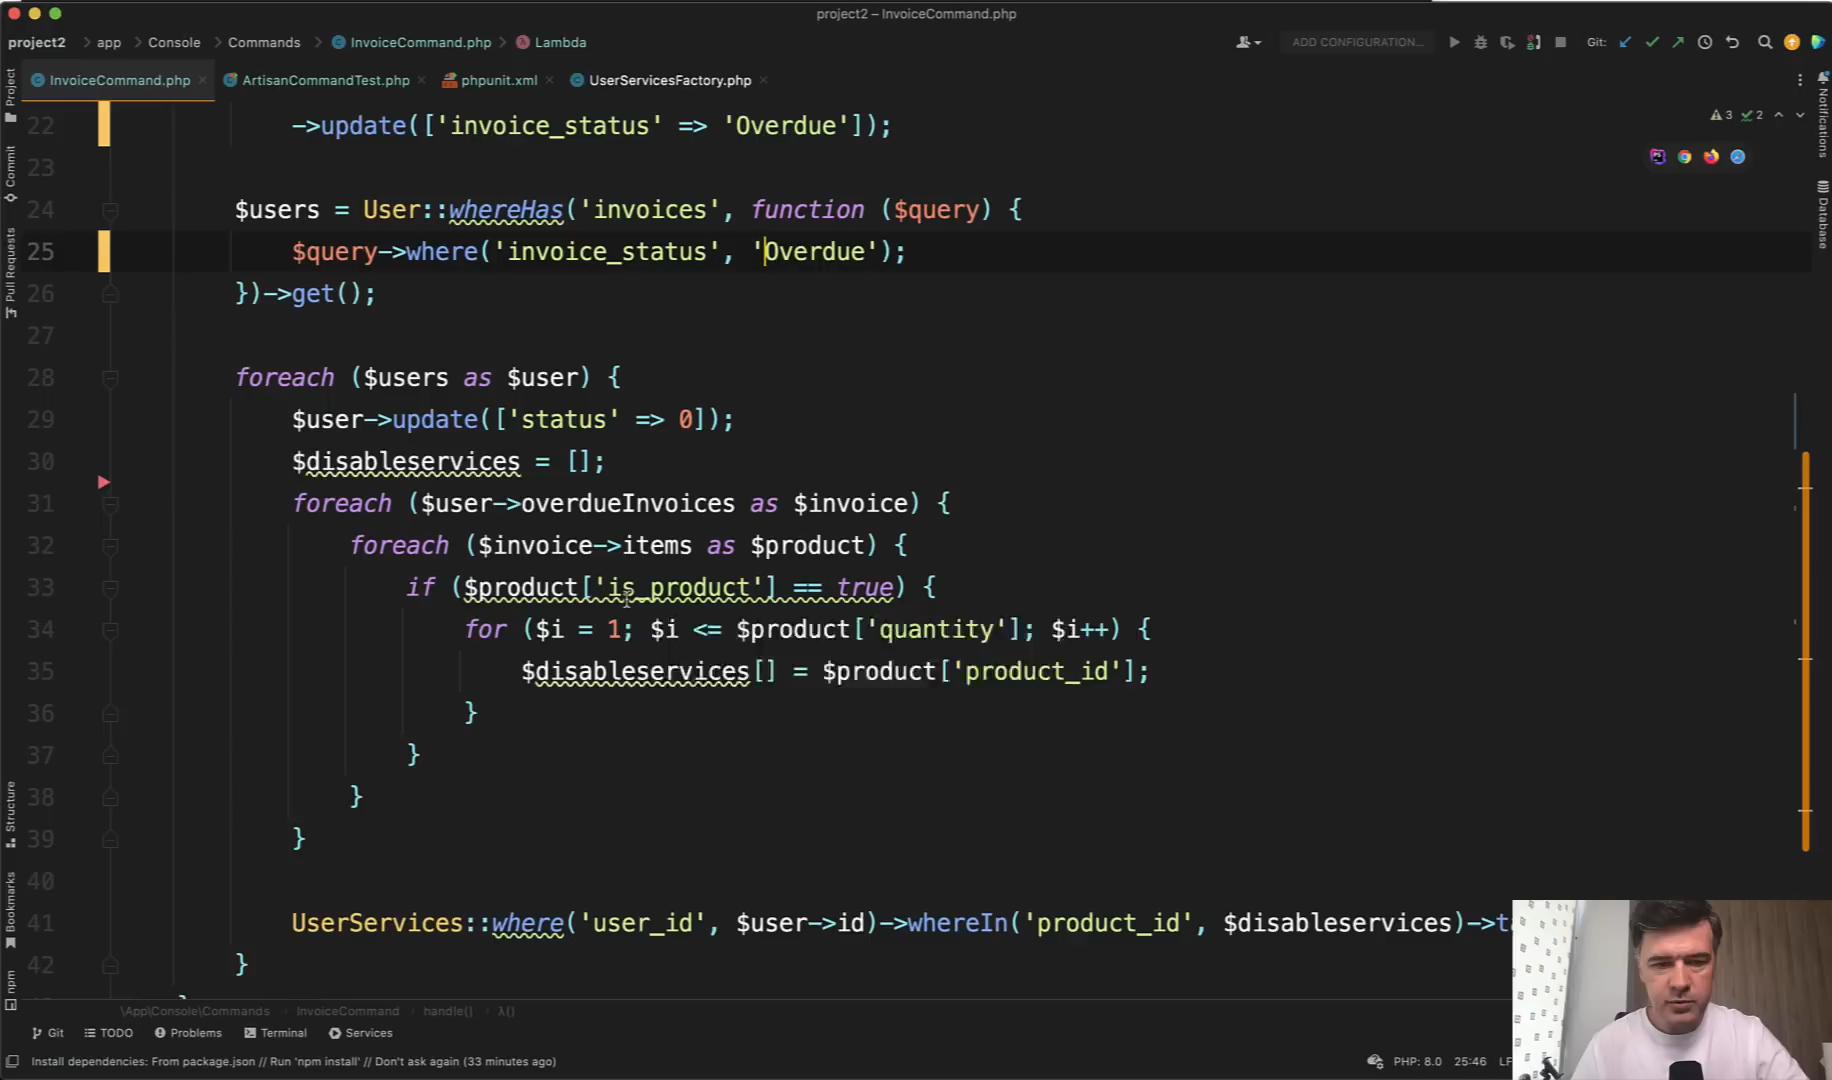 project2 – InvoiceCommand.php
project2 > app > Console > Commands > InvoiceCommand.php > Lambda
ADD CONFIGURATION...
Git:
InvoiceCommand.php
ArtisanCommandTest.php
phpunit.xml
UserServicesFactory.php
Project
Commit
Pull Requests
Structure
Bookmarks
npm
Notifications
Database
3 2
22 ->update(['invoice_status' => 'Overdue']);
23
24 $users = User::whereHas('invoices', function ($query) {
25 $query->where('invoice_status', 'Overdue');
26 })->get();
27
28 foreach ($users as $user) {
29 $user->update(['status' => 0]);
30 $disableservices = [];
31 foreach ($user->overdueInvoices as $invoice) {
32 foreach ($invoice->items as $product) {
33 if ($product['is_product'] == true) {
34 for ($i = 1; $i <= $product['quantity']; $i++) {
35 $disableservices[] = $product['product_id'];
36 }
37 }
38 }
39 }
40
41 UserServices::where('user_id', $user->id)->whereIn('product_id', $disableservices)->
42 }
\App\Console\Commands > InvoiceCommand > handle() > λ()
Git TODO Problems Terminal Services
Install dependencies: From package.json // Run 'npm install' // Don't ask again (33 minutes ago)
PHP: 8.0 25:46 LF